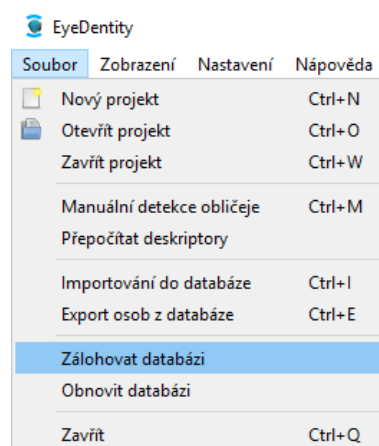 EyeDentity
Soubor Zobrazení Nastavení Nápověda
Nový projekt Ctrl+N
Otevřít projekt Ctrl+O
Zavřít projekt Ctrl+W
Manuální detekce obličeje Ctrl+M
Přepočítat deskriptory
Importování do databáze Ctrl+I
Export osob z databáze Ctrl+E
Zálohovat databázi
Obnovit databázi
Zavřít Ctrl+Q